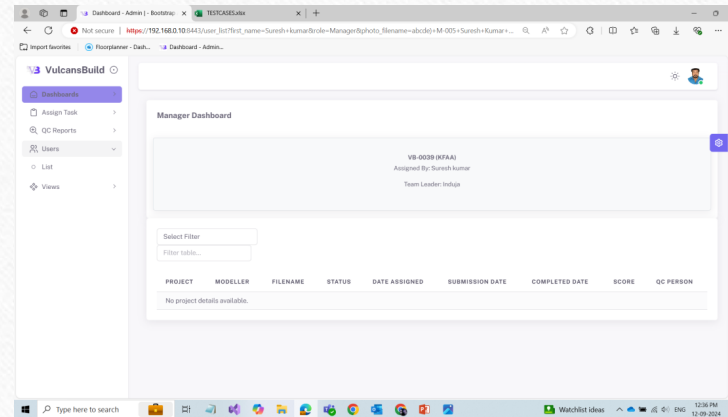 Dashboard - Admin | - Bootstrap
TESTCASES.xlsx
Not secure | https://192.168.0.10:8443/user_list?first_name=Suresh+kumar&role=Manager&photo_filename=abcde)+M-005+Suresh+Kumar+...
Import favorites
Floorplanner - Dash...
Dashboard - Admin...
VulcansBuild
Dashboards
Assign Task
QC Reports
Users
List
Views
Manager Dashboard
VB-0039 (KFAA)
Assigned By: Suresh kumar
Team Leader: Induja
Select Filter
Filter table...
PROJECT MODELLER FILENAME STATUS DATE ASSIGNED SUBMISSION DATE COMPLETED DATE SCORE QC PERSON
No project details available.
Type here to search
Watchlist ideas
ENG
12:36 PM
12-09-2024